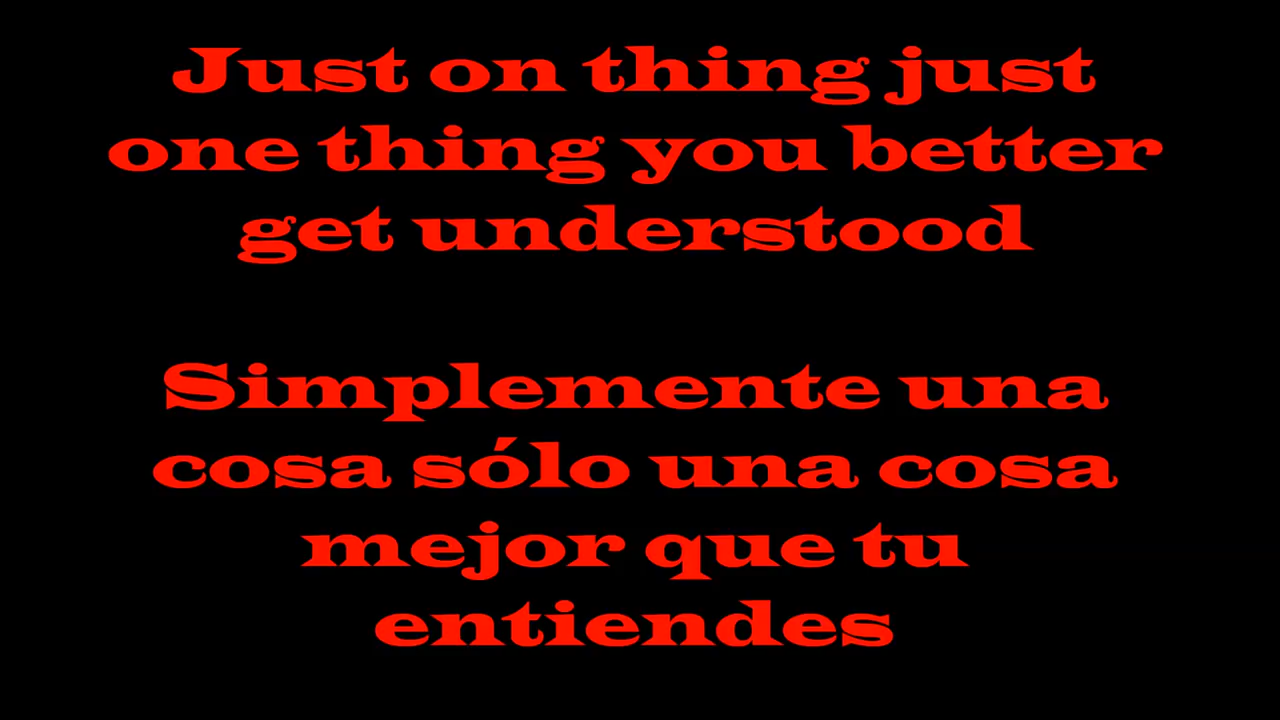 Just on thing just
one thing you better
get understood
Simplemente una
cosa sólo una cosa
mejor que tu
entiendes